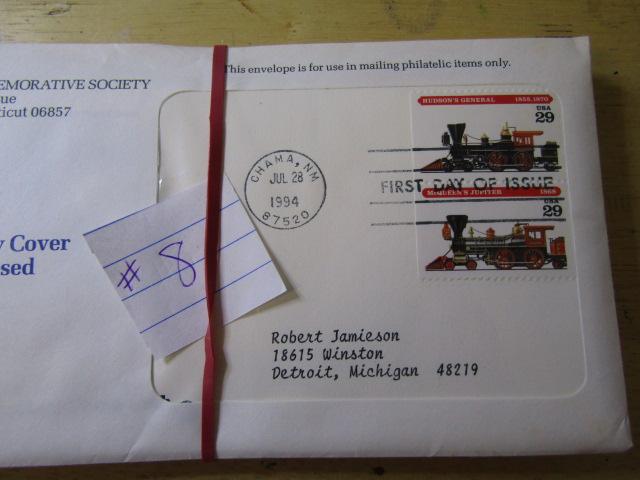 This envelope is for use in mailing philatelic items only.
EMORATIVE SOCIETY
ue
ticut 06857
HUDSON'S GENERAL 1855, 1870
USA
29
CHAMA, NM
JUL 28
1994
87520
FIRST DAY OF ISSUE
McQUEEN'S JUPITER 1868
USA
29
y Cover
sed
# 8
Robert Jamieson
18615 Winston
Detroit, Michigan 48219